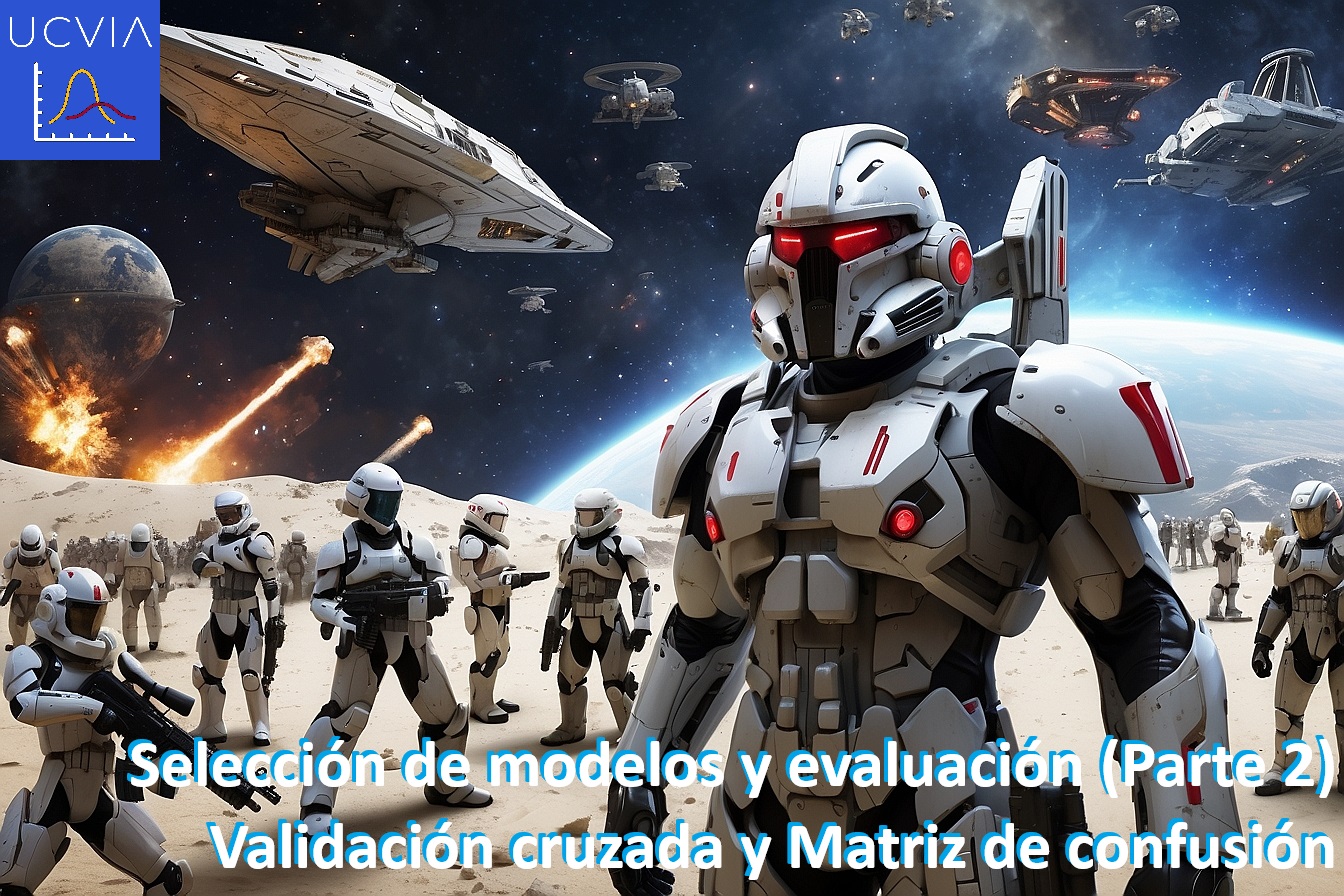 UCVIA
Selección de modelos y evaluación (Parte 2)
Validación cruzada y Matriz de confusión